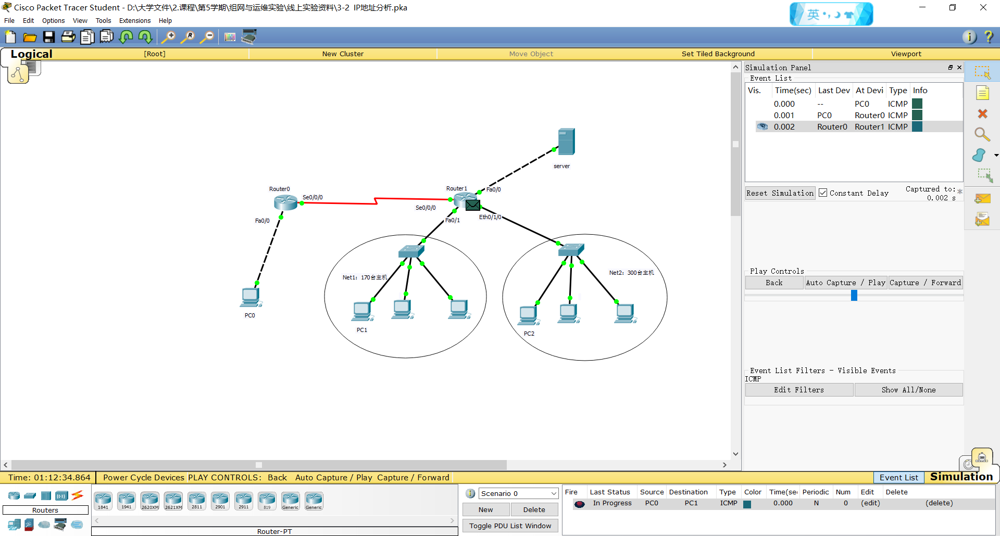 Cisco Packet Tracer Student - D:\大学文件\2.课程\第5学期\组网与运维实验\线上实验资料\3-2  IP地址分析.pka
英
File Edit Options View Tools Extensions Help
Logical [Root] New Cluster Move Object Set Tiled Background Viewport
Simulation Panel
Event List
Vis. Time(sec) Last Dev At Devi Type Info
0.000 -- PC0 ICMP
0.001 PC0 Router0 ICMP
0.002 Router0 Router1 ICMP
Reset Simulation Constant Delay Captured to: *
0.002 s
server
Router0
Se0/0/0
Router1
Fa0/0
Se0/0/0
Fa0/0
Fa0/1
Eth0/1/0
Net1：170台主机
Net2：300台主机
PC0
PC1
PC2
Play Controls
Back Auto Capture / Play Capture / Forward
Event List Filters - Visible Events
ICMP
Edit Filters Show All/None
Time: 01:12:34.864 Power Cycle Devices PLAY CONTROLS: Back Auto Capture / Play Capture / Forward Event List Simulation
Routers
1841 1941 2620XM 2621XM 2811 2901 2911 819 Generic Generic
Router-PT
Scenario 0
New Delete
Toggle PDU List Window
Fire Last Status Source Destination Type Color Time(sec Periodic Num Edit Delete
In Progress PC0 PC1 ICMP 0.000 N 0 (edit) (delete)